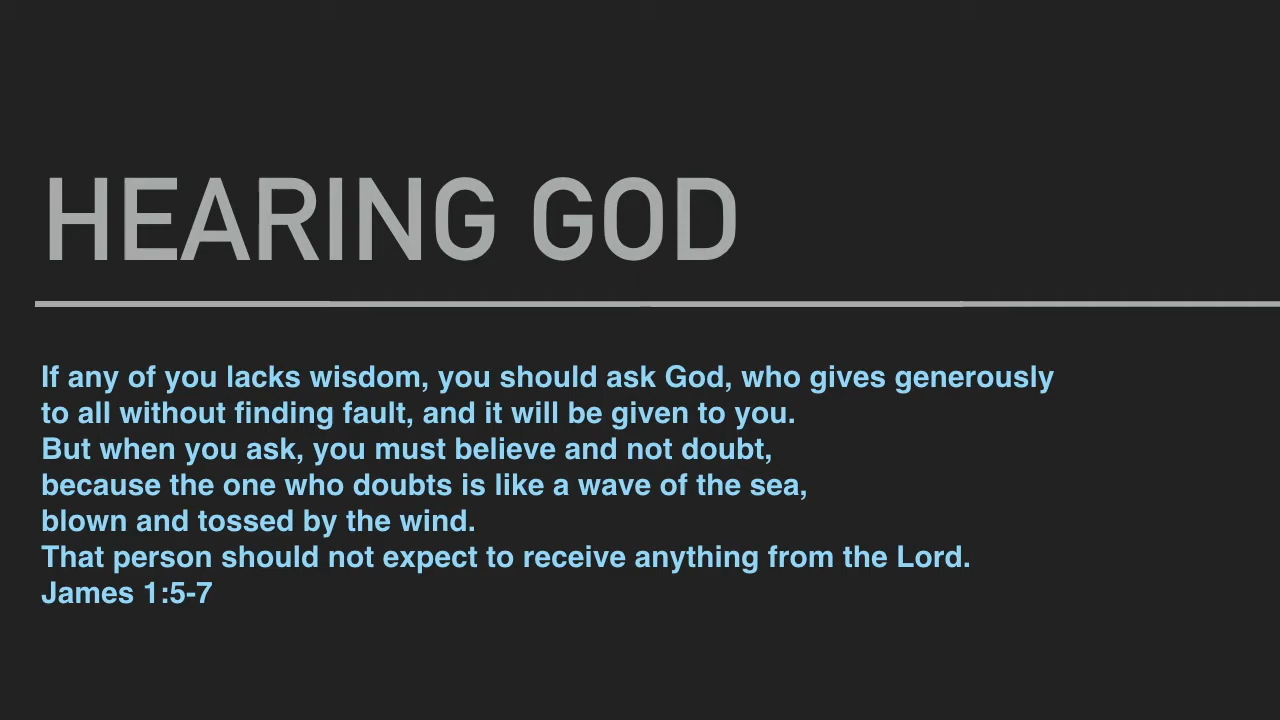 HEARING GOD
If any of you lacks wisdom, you should ask God, who gives generously
to all without finding fault, and it will be given to you.
But when you ask, you must believe and not doubt,
because the one who doubts is like a wave of the sea,
blown and tossed by the wind.
That person should not expect to receive anything from the Lord.
James 1:5-7